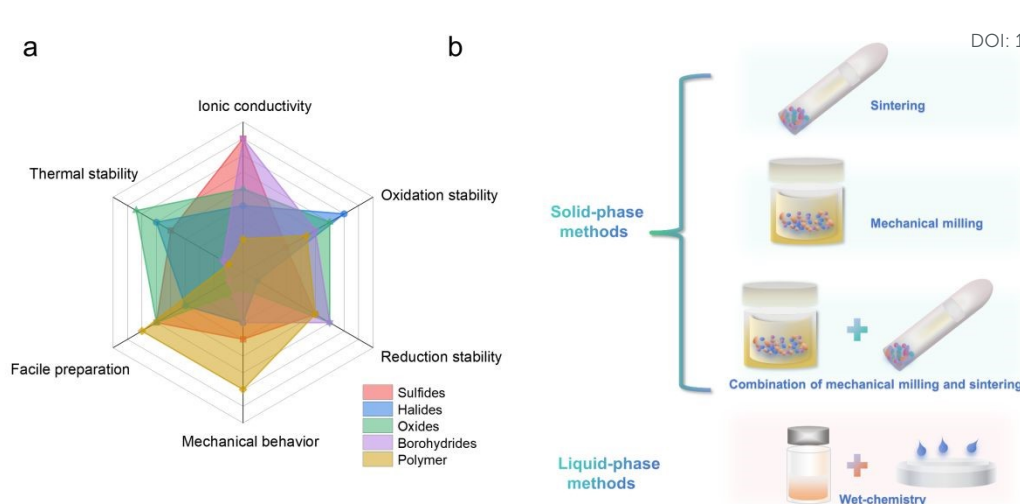 a
b
DOI: 1
Ionic conductivity
Thermal stability
Oxidation stability
Facile preparation
Reduction stability
Mechanical behavior
Sulfides
Halides
Oxides
Borohydrides
Polymer
Sintering
Solid-phase
methods
Mechanical milling
Combination of mechanical milling and sintering
Liquid-phase
methods
Wet-chemistry